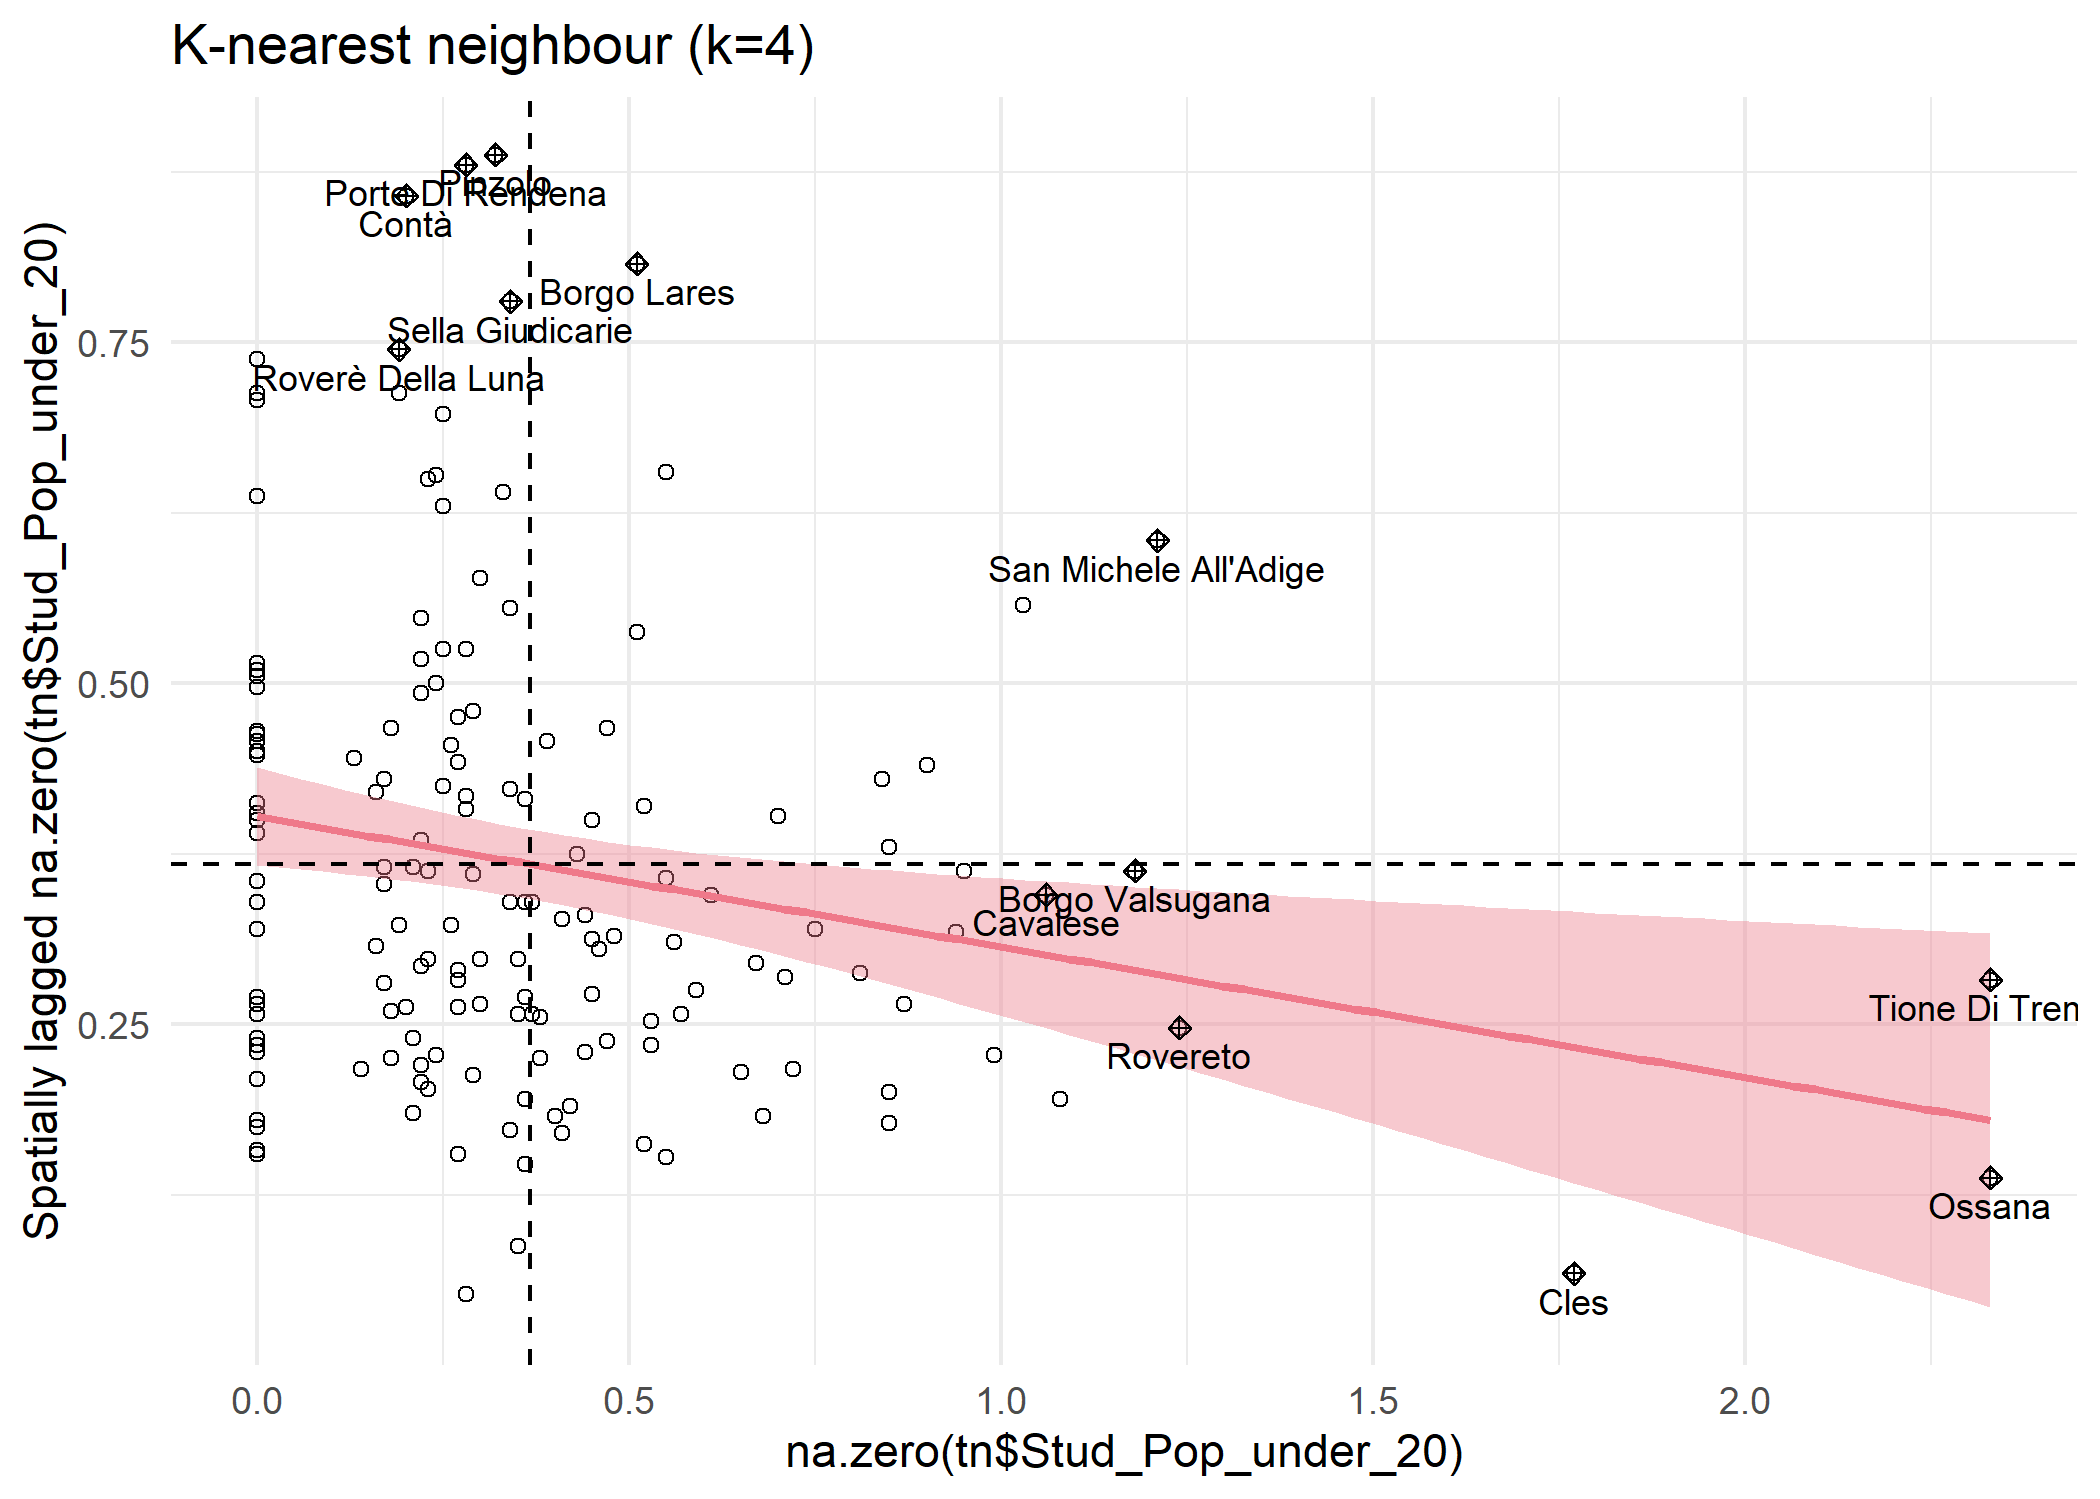 K-nearest neighbour (k=4)
Pinzolo
Porte Di Rendena
Contà
Borgo Lares
Sella Giudicarie
Roverè Della Luna
San Michele All'Adige
Borgo Valsugana
Cavalese
Tione Di Tren
Rovereto
Ossana
Cles
0.75
0.50
0.25
0.0
0.5
1.0
1.5
2.0
na.zero(tn$Stud_Pop_under_20)
Spatially lagged na.zero(tn$Stud_Pop_under_20)